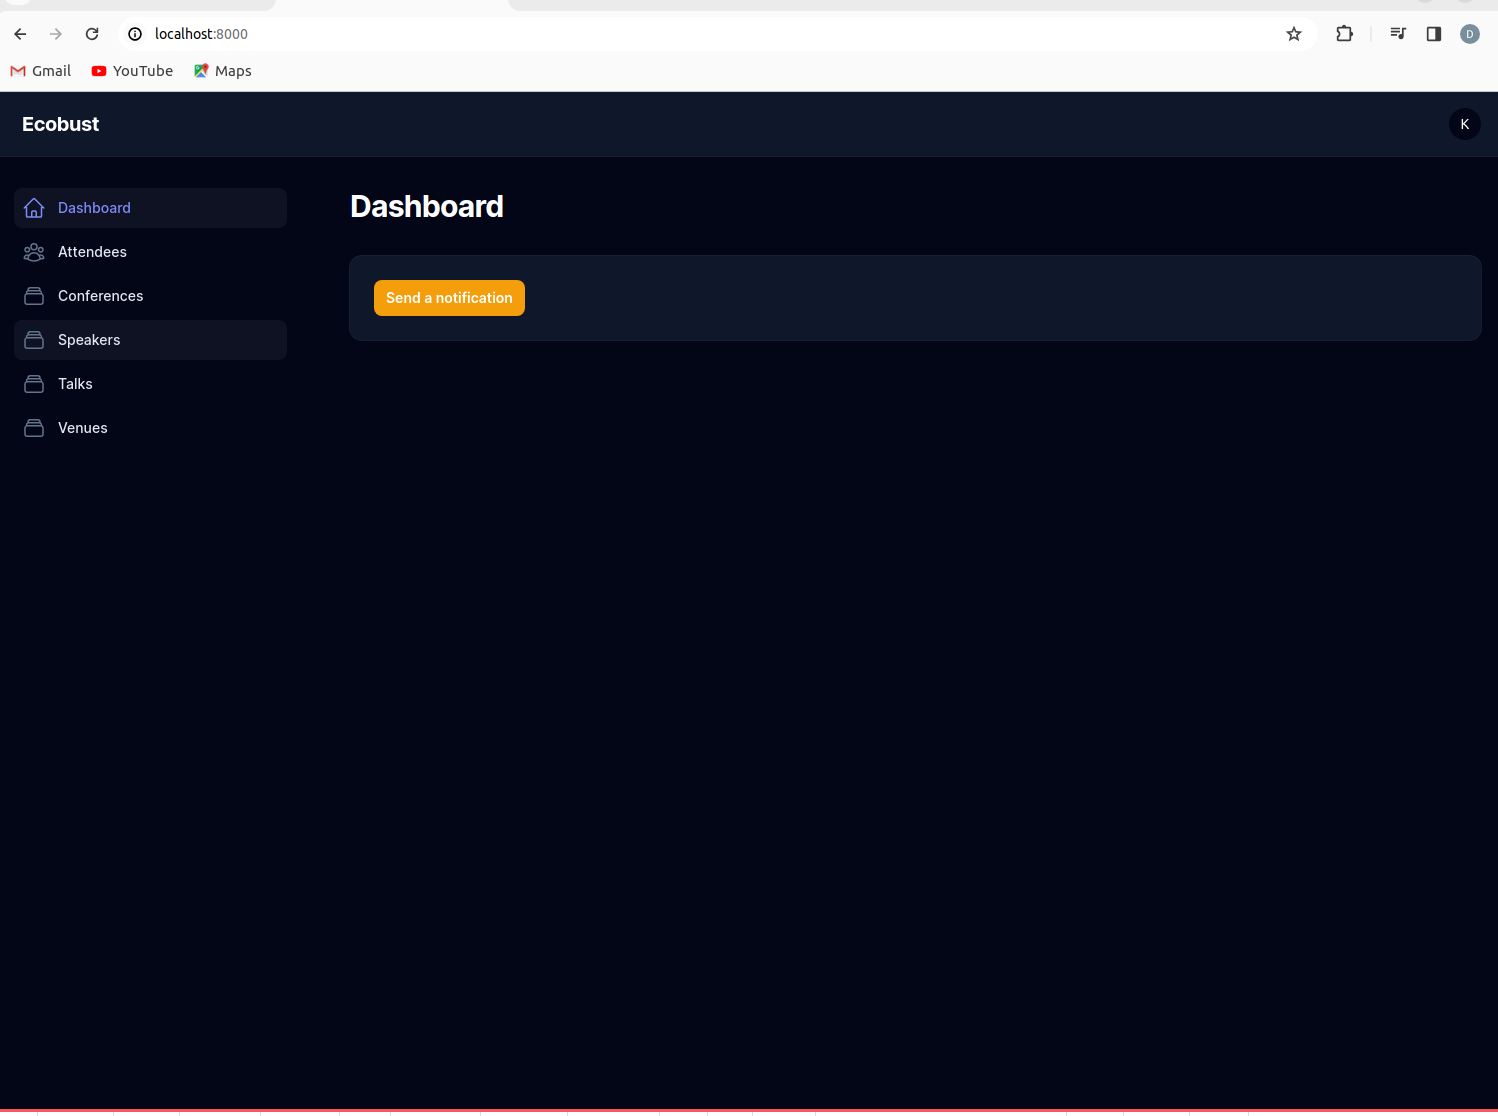 localhost:8000
D
Gmail YouTube Maps
Ecobust
K
Dashboard
Attendees
Conferences
Speakers
Talks
Venues
Dashboard
Send a notification